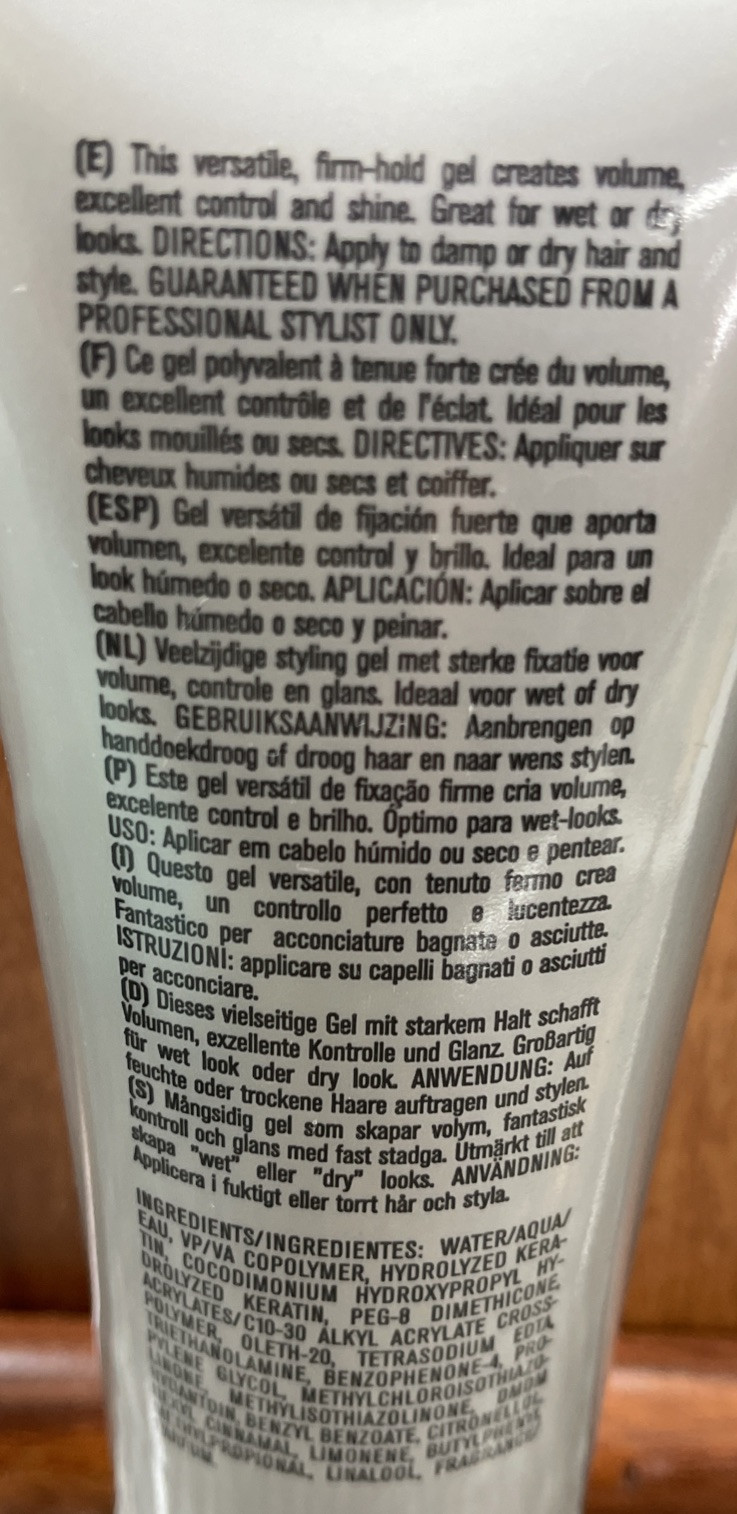 (E) This versatile, firm-hold gel creates volume,
excellent control and shine. Great for wet or dry
looks. DIRECTIONS: Apply to damp or dry hair and
style. GUARANTEED WHEN PURCHASED FROM A
PROFESSIONAL STYLIST ONLY.
(F) Ce gel polyvalent à tenue forte crée du volume,
un excellent contrôle et de l'éclat. Idéal pour les
looks mouillés ou secs. DIRECTIVES: Appliquer sur
cheveux humides ou secs et coiffer.
(ESP) Gel versátil de fijación fuerte que aporta
volumen, excelente control y brillo. Ideal para un
look húmedo o seco. APLICACIÓN: Aplicar sobre el
cabello húmedo o seco y peinar.
(NL) Veelzijdige styling gel met sterke fixatie voor
volume, controle en glans. Ideaal voor wet of dry
looks. GEBRUIKSAANWIJZING: Aanbrengen op
handdoekdroog of droog haar en naar wens stylen.
(P) Este gel versátil de fixação firme cria volume,
excelente control e brilho. Óptimo para wet-looks.
USO: Aplicar em cabelo húmido ou seco e pentear.
(I) Questo gel versatile, con tenuto fermo crea
volume, un controllo perfetto e lucentezza.
Fantastico per acconciature bagnate o asciutte.
ISTRUZIONI: applicare su capelli bagnati o asciutti
per acconciare.
(D) Dieses vielseitige Gel mit starkem Halt schafft
Volumen, exzellente Kontrolle und Glanz. Großartig
für wet look oder dry look. ANWENDUNG: Auf
feuchte oder trockene Haare auftragen und stylen.
(S) Mångsidig gel som skapar volym, fantastisk
kontroll och glans med fast stadga. Utmärkt till att
skapa "wet" eller "dry" looks. ANVÄNDNING:
Applicera i fuktigt eller torrt hår och styla.
INGREDIENTS/INGREDIENTES: WATER/AQUA/
EAU, VP/VA COPOLYMER, HYDROLYZED KERA-
TIN, COCODIMONIUM HYDROXYPROPYL HY-
DROLYZED KERATIN, PEG-8 DIMETHICONE,
ACRYLATES/C10-30 ALKYL ACRYLATE CROSS-
POLYMER, OLETH-20, TETRASODIUM EDTA,
TRIETHANOLAMINE, BENZOPHENONE-4, PRO-
PYLENE GLYCOL, METHYLCHLOROISOTHIAZO-
LINONE, METHYLISOTHIAZOLINONE, DMDM
HYDANTOIN, BENZYL BENZOATE, CITRONELLOL,
HEXYL CINNAMAL, LIMONENE, BUTYLPHENYL
METHYLPROPIONAL, LINALOOL, FRAGRANCE/
PARFUM